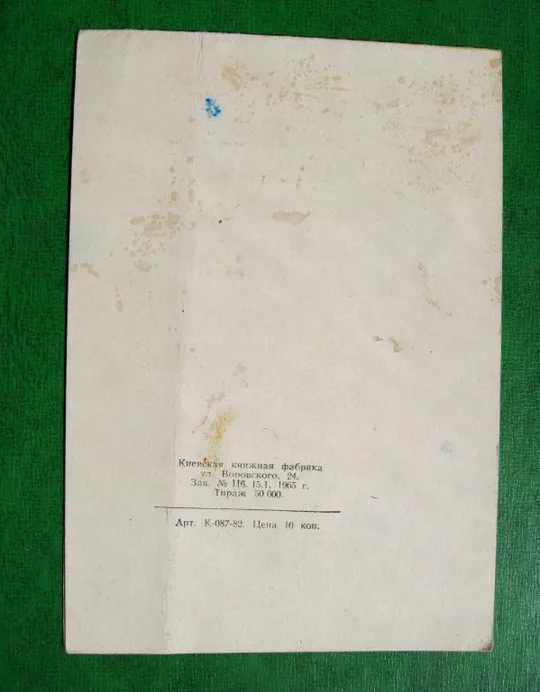 Киевская книжная фабрика
ул. Воровского, 24.
Зак. № 116. 15.I. 1965 г.
Тираж 50 000.
Арт. К-087-82. Цена 10 коп.